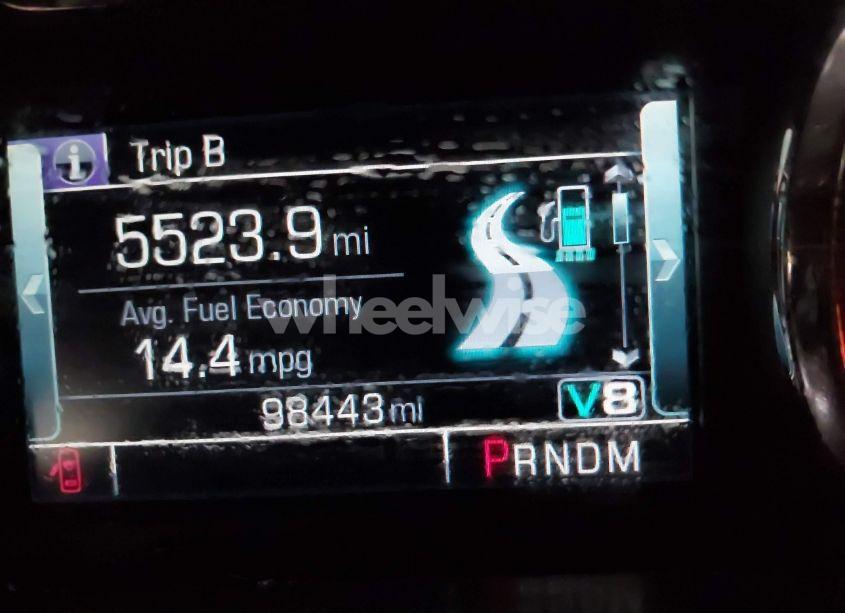 i Trip B
5523.9 mi
Avg. Fuel Economy
wheelwise
14.4 mpg
98443 mi V8
PRNDM